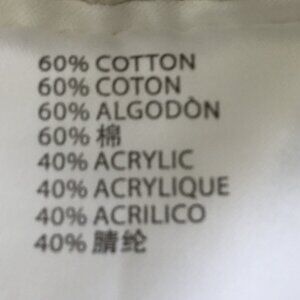 60% COTTON
60% COTON
60% ALGODÒN
60% 棉
40% ACRYLIC
40% ACRYLIQUE
40% ACRILICO
40% 腈纶